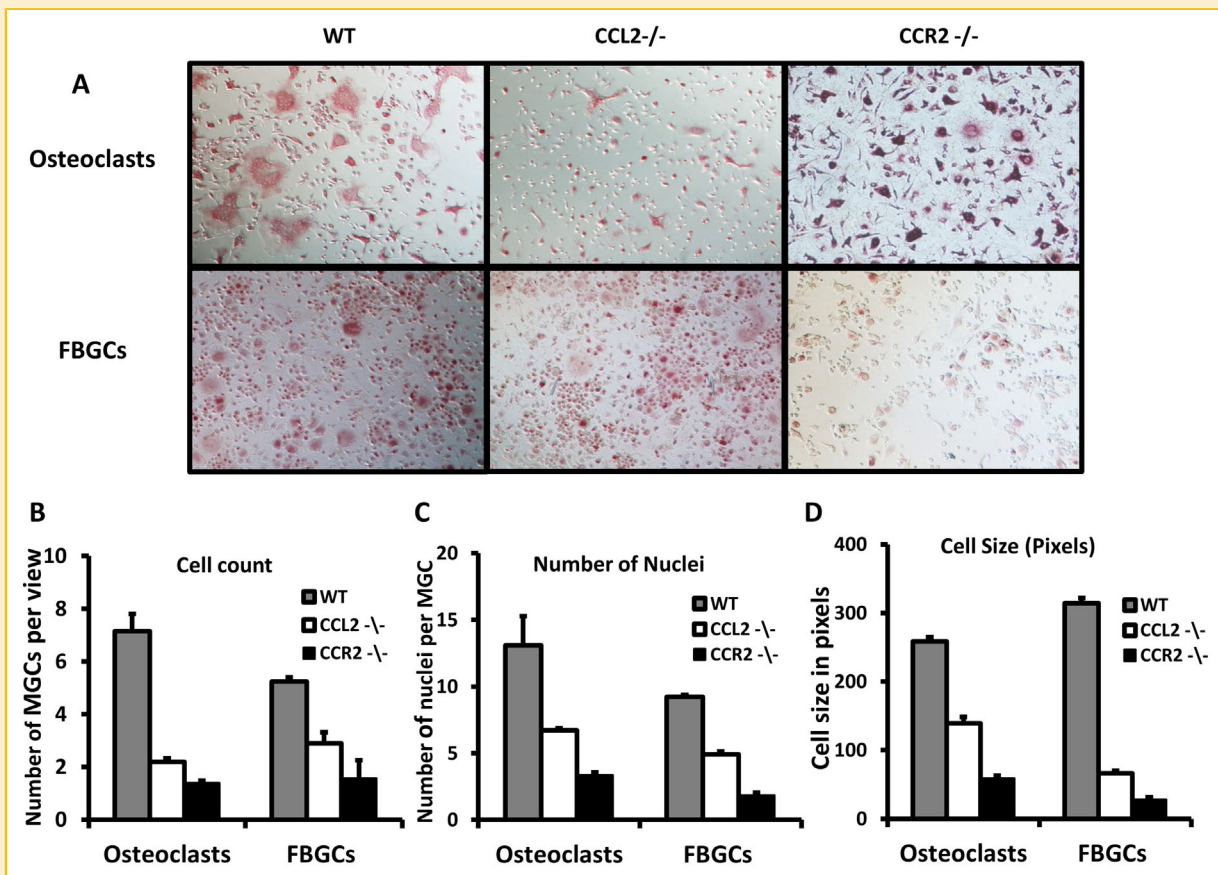 WT CCL2-/- CCR2 -/-
A
Osteoclasts
FBGCs
B
Cell count
Number of MGCs per view
10
8
6
4
2
0
WT
CCL2 -\-
CCR2 -\-
Osteoclasts FBGCs
C
Number of Nuclei
Number of nuclei per MGC
20
15
10
5
0
WT
CCL2 -\-
CCR2 -\-
Osteoclasts FBGCs
D
Cell Size (Pixels)
Cell size in pixels
400
300
200
100
0
WT
CCL2 -\-
CCR2 -\-
Osteoclasts FBGCs